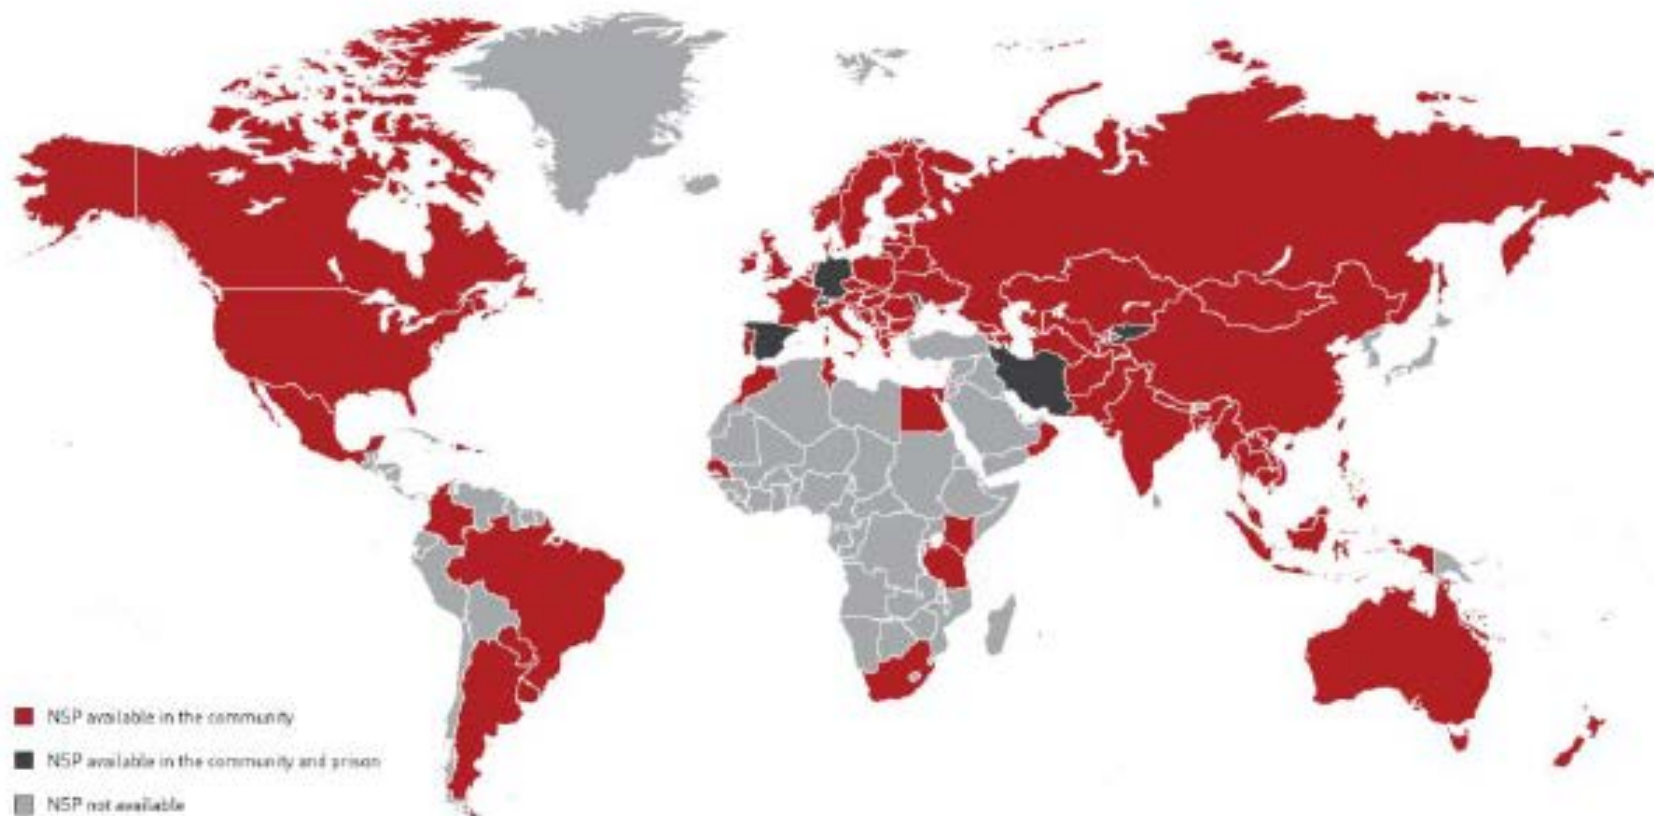 NSP available in the community
NSP available in the community and prison
NSP not available